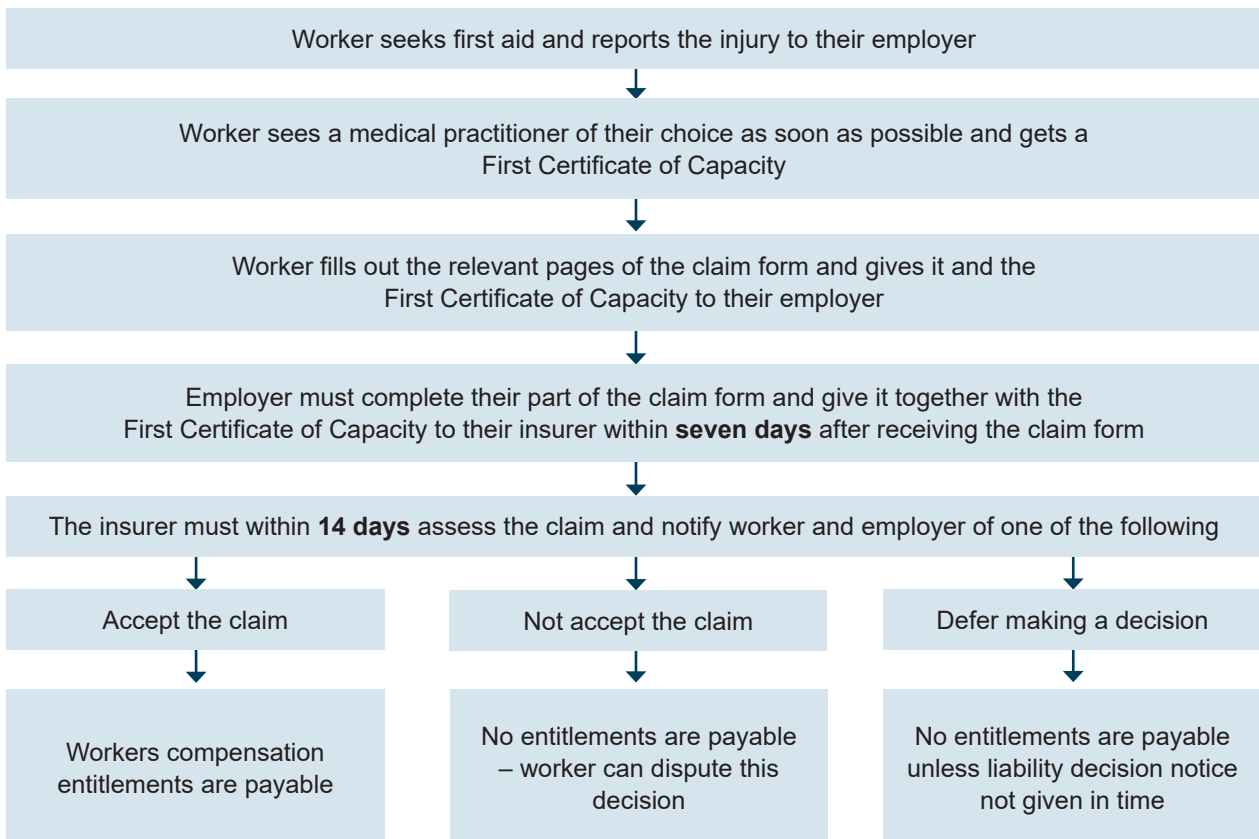 Worker seeks first aid and reports the injury to their employer
Worker sees a medical practitioner of their choice as soon as possible and gets a
First Certificate of Capacity
Worker fills out the relevant pages of the claim form and gives it and the
First Certificate of Capacity to their employer
Employer must complete their part of the claim form and give it together with the
First Certificate of Capacity to their insurer within seven days after receiving the claim form
The insurer must within 14 days assess the claim and notify worker and employer of one of the following
Accept the claim
Not accept the claim
Defer making a decision
Workers compensation
entitlements are payable
No entitlements are payable
– worker can dispute this
decision
No entitlements are payable
unless liability decision notice
not given in time